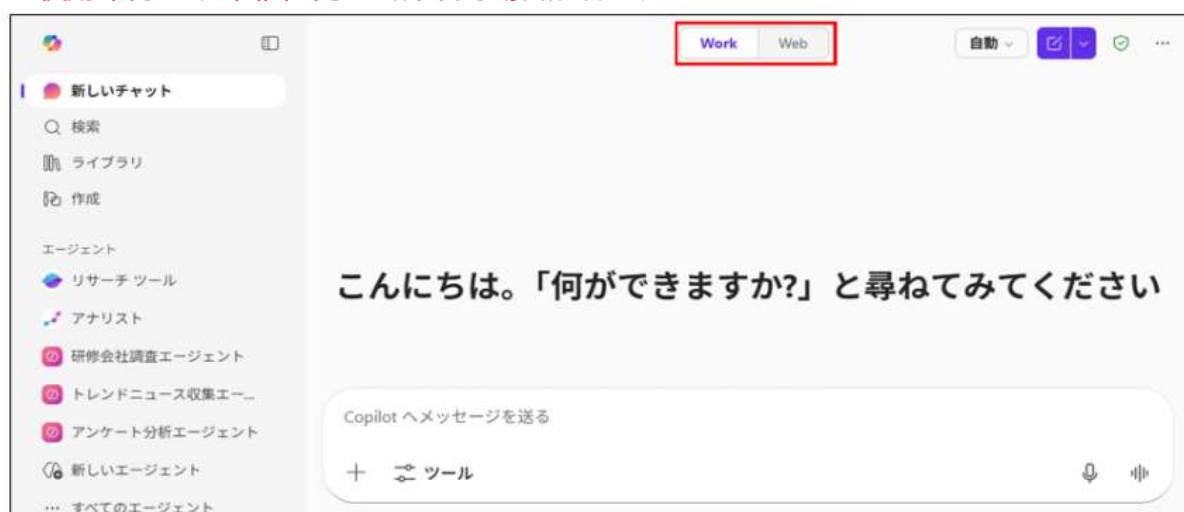 Work Web
自動
新しいチャット
検索
ライブラリ
作成
エージェント
リサーチ ツール
こんにちは。「何ができますか?」と尋ねてみてください
アナリスト
研修会社調査エージェント
トレンドニュース収集エー...
Copilot へメッセージを送る
アンケート分析エージェント
新しいエージェント
ツール
すべてのエージェント